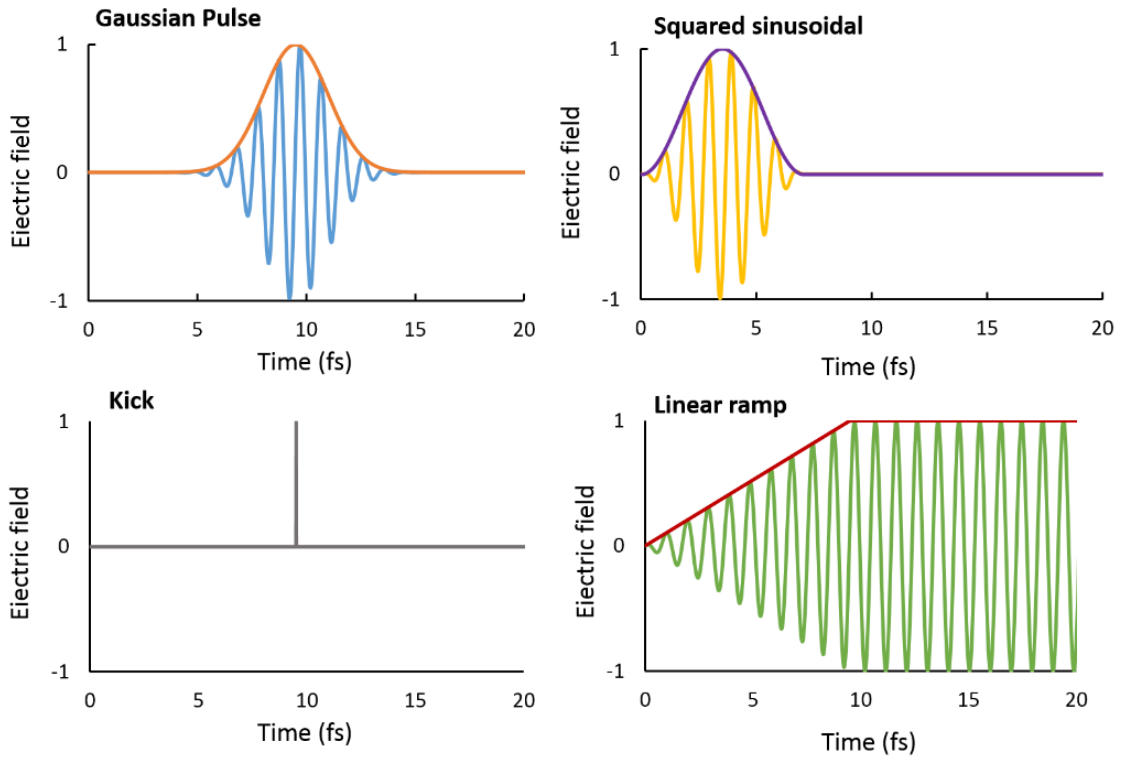 Gaussian Pulse
Eiectric field
1
0
-1
0 5 10 15 20
Time (fs)
Squared sinusoidal
Eiectric field
1
0
-1
0 5 10 15 20
Time (fs)
Kick
Eiectric field
1
0
-1
0 5 10 15 20
Time (fs)
Linear ramp
Eiectric field
1
0
-1
0 5 10 15 20
Time (fs)